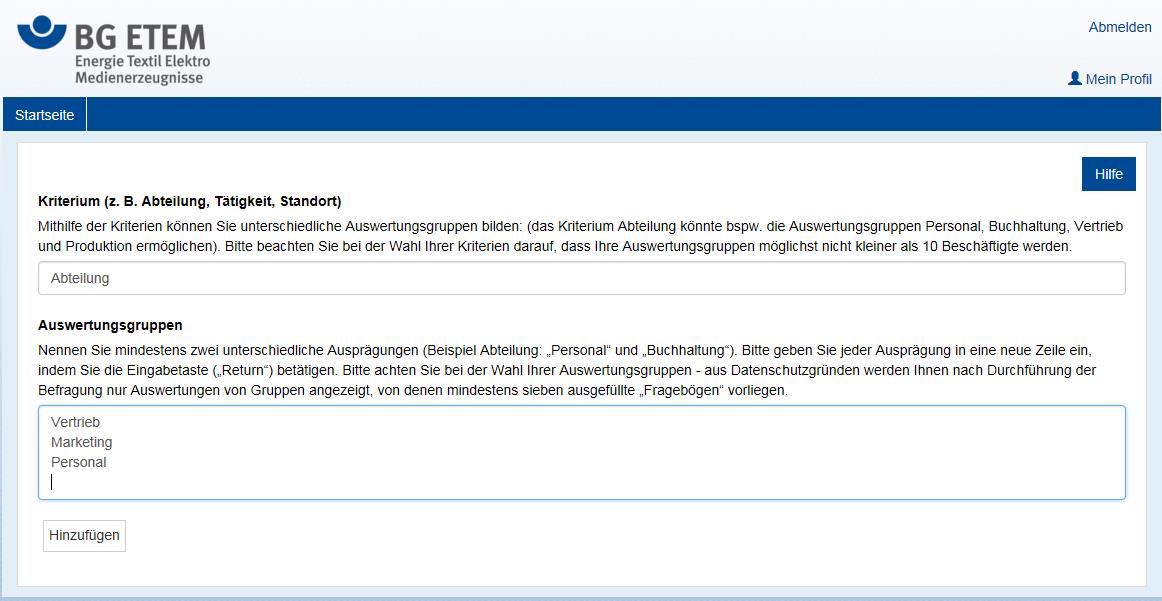 BG ETEM
Energie Textil Elektro
Medienerzeugnisse
Abmelden
Mein Profil
Startseite
Hilfe
Kriterium (z. B. Abteilung, Tätigkeit, Standort)
Mithilfe der Kriterien können Sie unterschiedliche Auswertungsgruppen bilden: (das Kriterium Abteilung könnte bspw. die Auswertungsgruppen Personal, Buchhaltung, Vertrieb
und Produktion ermöglichen). Bitte beachten Sie bei der Wahl Ihrer Kriterien darauf, dass Ihre Auswertungsgruppen möglichst nicht kleiner als 10 Beschäftigte werden.
Abteilung
Auswertungsgruppen
Nennen Sie mindestens zwei unterschiedliche Ausprägungen (Beispiel Abteilung: „Personal“ und „Buchhaltung“). Bitte geben Sie jeder Ausprägung in eine neue Zeile ein,
indem Sie die Eingabetaste („Return“) betätigen. Bitte achten Sie bei der Wahl Ihrer Auswertungsgruppen - aus Datenschutzgründen werden Ihnen nach Durchführung der
Befragung nur Auswertungen von Gruppen angezeigt, von denen mindestens sieben ausgefüllte „Fragebögen“ vorliegen.
Vertrieb
Marketing
Personal
Hinzufügen